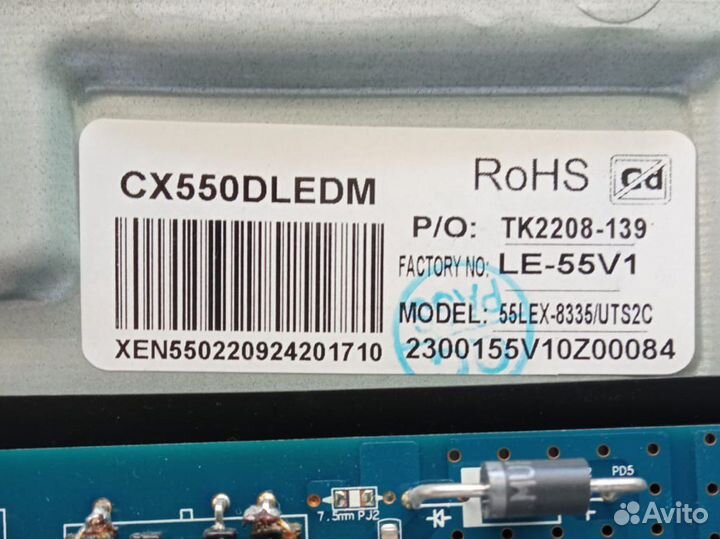 CX550DLEDM
RoHS Pb
P/O: TK2208-139
FACTORY NO: LE-55V1
MODEL: 55LEX-8335/UTS2C
XEN550220924201710
2300155V10Z00084
7.5mm PJ2
PD5
Avito